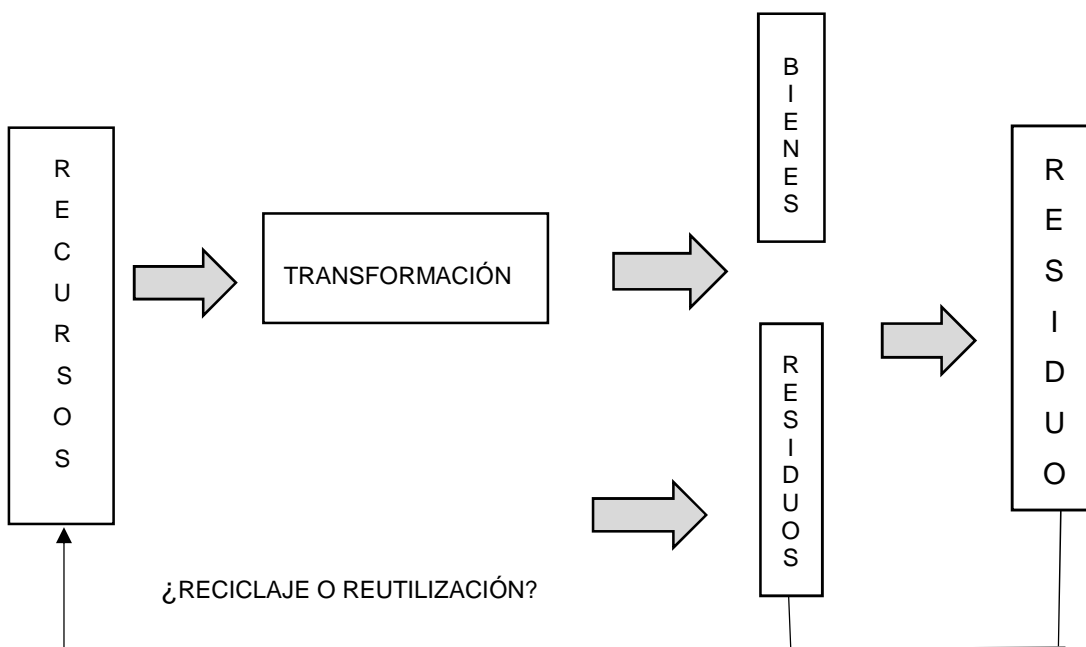 RECURSOS
TRANSFORMACIÓN
BIENES
RESIDUOS
RESIDUO
¿RECICLAJE O REUTILIZACIÓN?